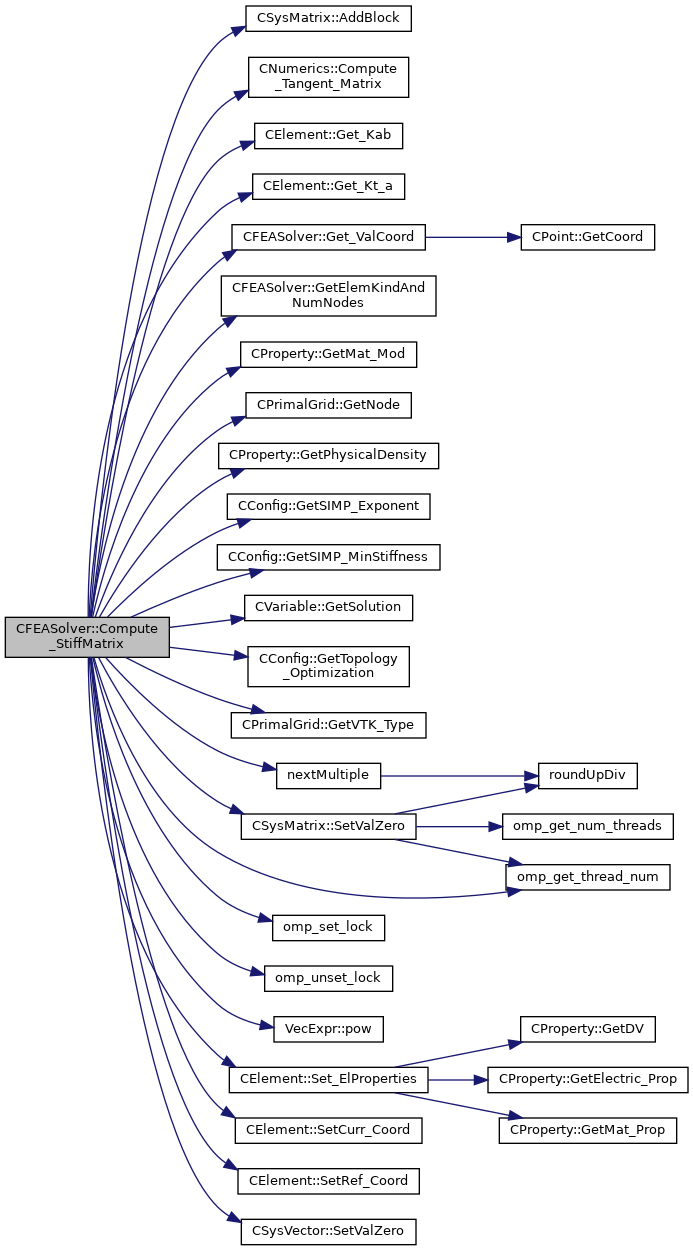 CSysMatrix::AddBlock
CNumerics::Compute
_Tangent_Matrix
CElement::Get_Kab
CElement::Get_Kt_a
CFEASolver::Get_ValCoord
CPoint::GetCoord
CFEASolver::GetElemKindAnd
NumNodes
CProperty::GetMat_Mod
CPrimalGrid::GetNode
CProperty::GetPhysicalDensity
CConfig::GetSIMP_Exponent
CConfig::GetSIMP_MinStiffness
CVariable::GetSolution
CFEASolver::Compute
_StiffMatrix
CConfig::GetTopology
_Optimization
CPrimalGrid::GetVTK_Type
nextMultiple
roundUpDiv
CSysMatrix::SetValZero
omp_get_num_threads
omp_get_thread_num
omp_set_lock
omp_unset_lock
VecExpr::pow
CProperty::GetDV
CElement::Set_ElProperties
CProperty::GetElectric_Prop
CElement::SetCurr_Coord
CProperty::GetMat_Prop
CElement::SetRef_Coord
CSysVector::SetValZero